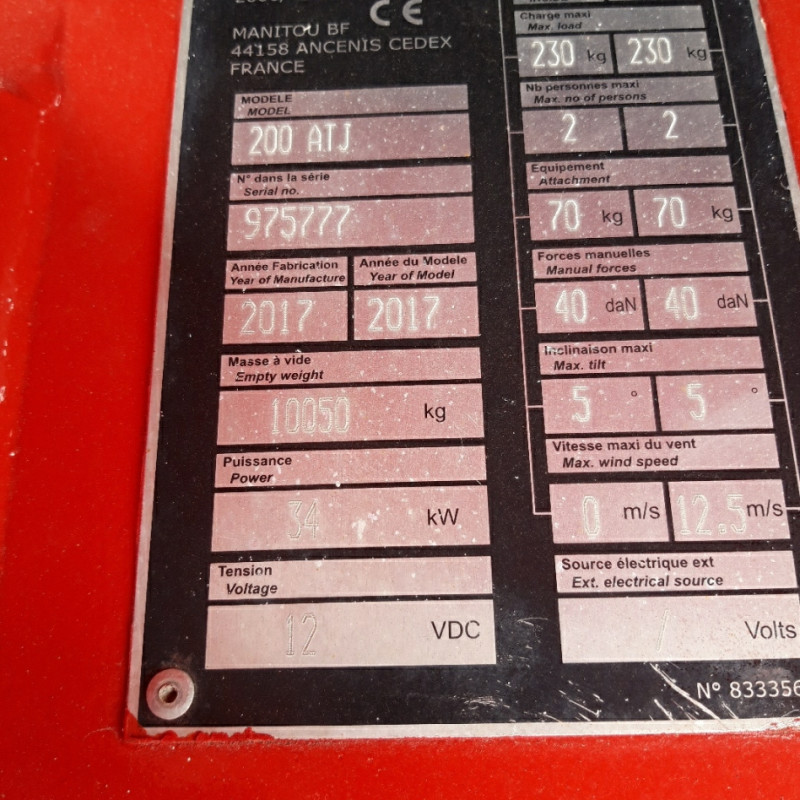 CE
MANITOU BF
44158 ANCENIS CEDEX
FRANCE
MODELE
MODEL
200 ATJ
N° dans la série
Serial no.
975777
Année Fabrication
Year of Manufacture
Année du Modele
Year of Model
2017
2017
Masse à vide
Empty weight
10050 kg
Puissance
Power
34 kW
Tension
Voltage
12 VDC
Charge maxi
Max. load
230 kg 230 kg
Nb personnes maxi
Max. no of persons
2 2
Equipement
Attachment
70 kg 70 kg
Forces manuelles
Manual forces
40 daN 40 daN
Inclinaison maxi
Max. tilt
5 ° 5 °
Vitesse maxi du vent
Max. wind speed
0 m/s 12.5 m/s
Source électrique ext
Ext. electrical source
/ Volts
N° 833356